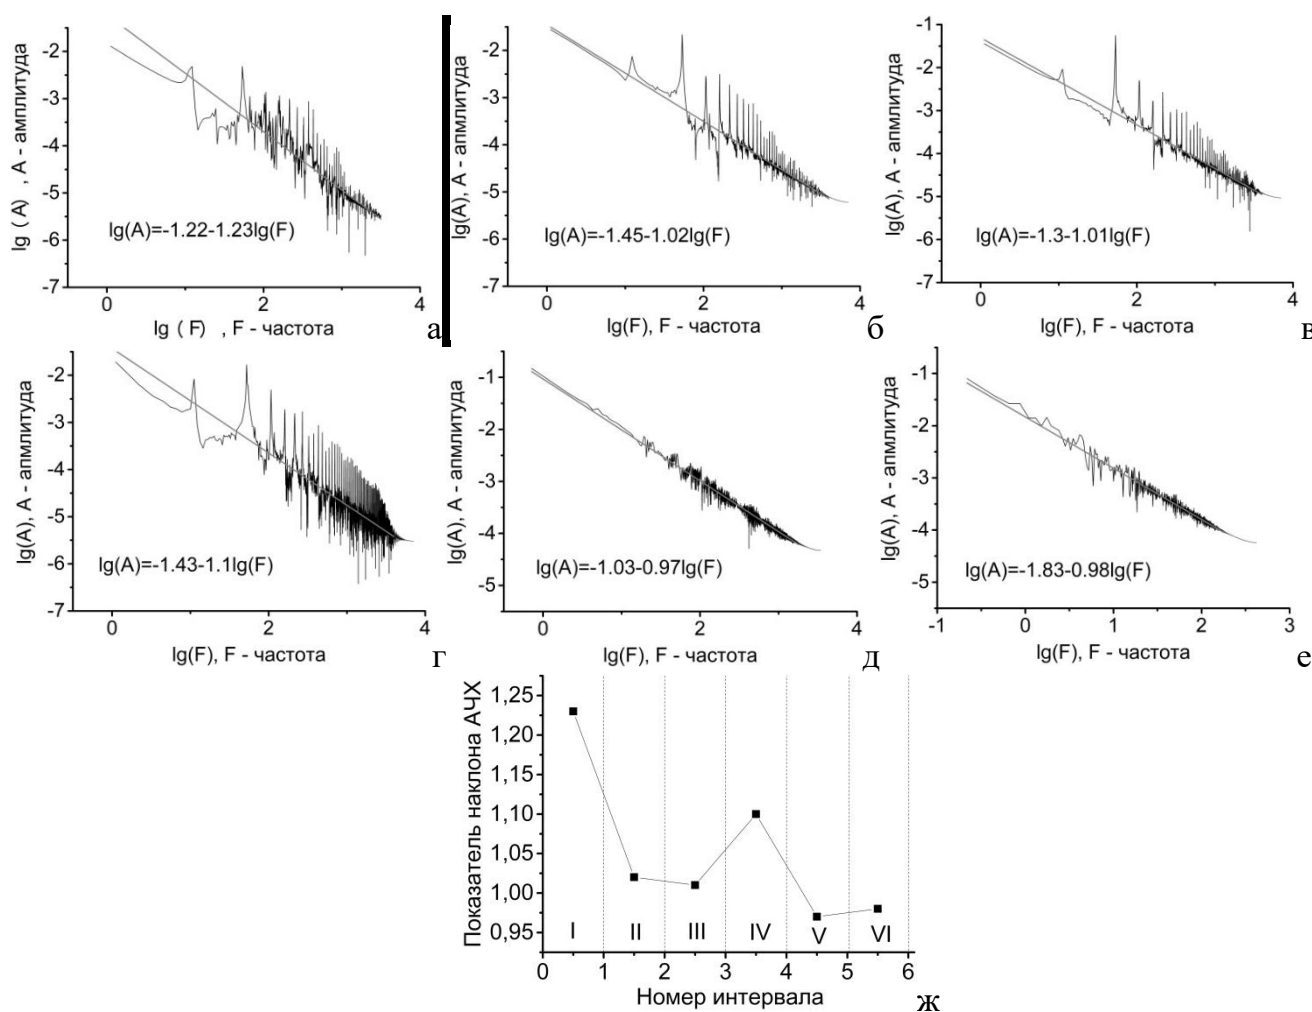 lg (A) , A - амплитуда
-2
-3
-4
-5
-6
-7
0
2
4
lg (F) , F - частота
lg(A)=-1.22-1.23lg(F)
а
lg(A), A - апмлитуда
-2
-3
-4
-5
-6
-7
0
2
4
lg(F), F - частота
lg(A)=-1.45-1.02lg(F)
б
lg(A), A - апмлитуда
-1
-2
-3
-4
-5
-6
-7
0
1
2
3
4
lg(F), F - частота
lg(A)=-1.3-1.01lg(F)
в
lg(A), A - апмлитуда
-2
-3
-4
-5
-6
-7
0
2
4
lg(F), F - частота
lg(A)=-1.43-1.1lg(F)
г
lg(A), A - апмлитуда
-1
-2
-3
-4
-5
0
2
4
lg(F), F - частота
lg(A)=-1.03-0.97lg(F)
д
lg(A), A - апмлитуда
-1
-2
-3
-4
-5
-1
0
1
2
3
lg(F), F - частота
lg(A)=-1.83-0.98lg(F)
е
Показатель наклона АЧХ
1,25
1,20
1,10
1,05
1,00
0,95
I
II
III
IV
V
VI
0
1
2
3
4
5
6
Номер интервала
ж